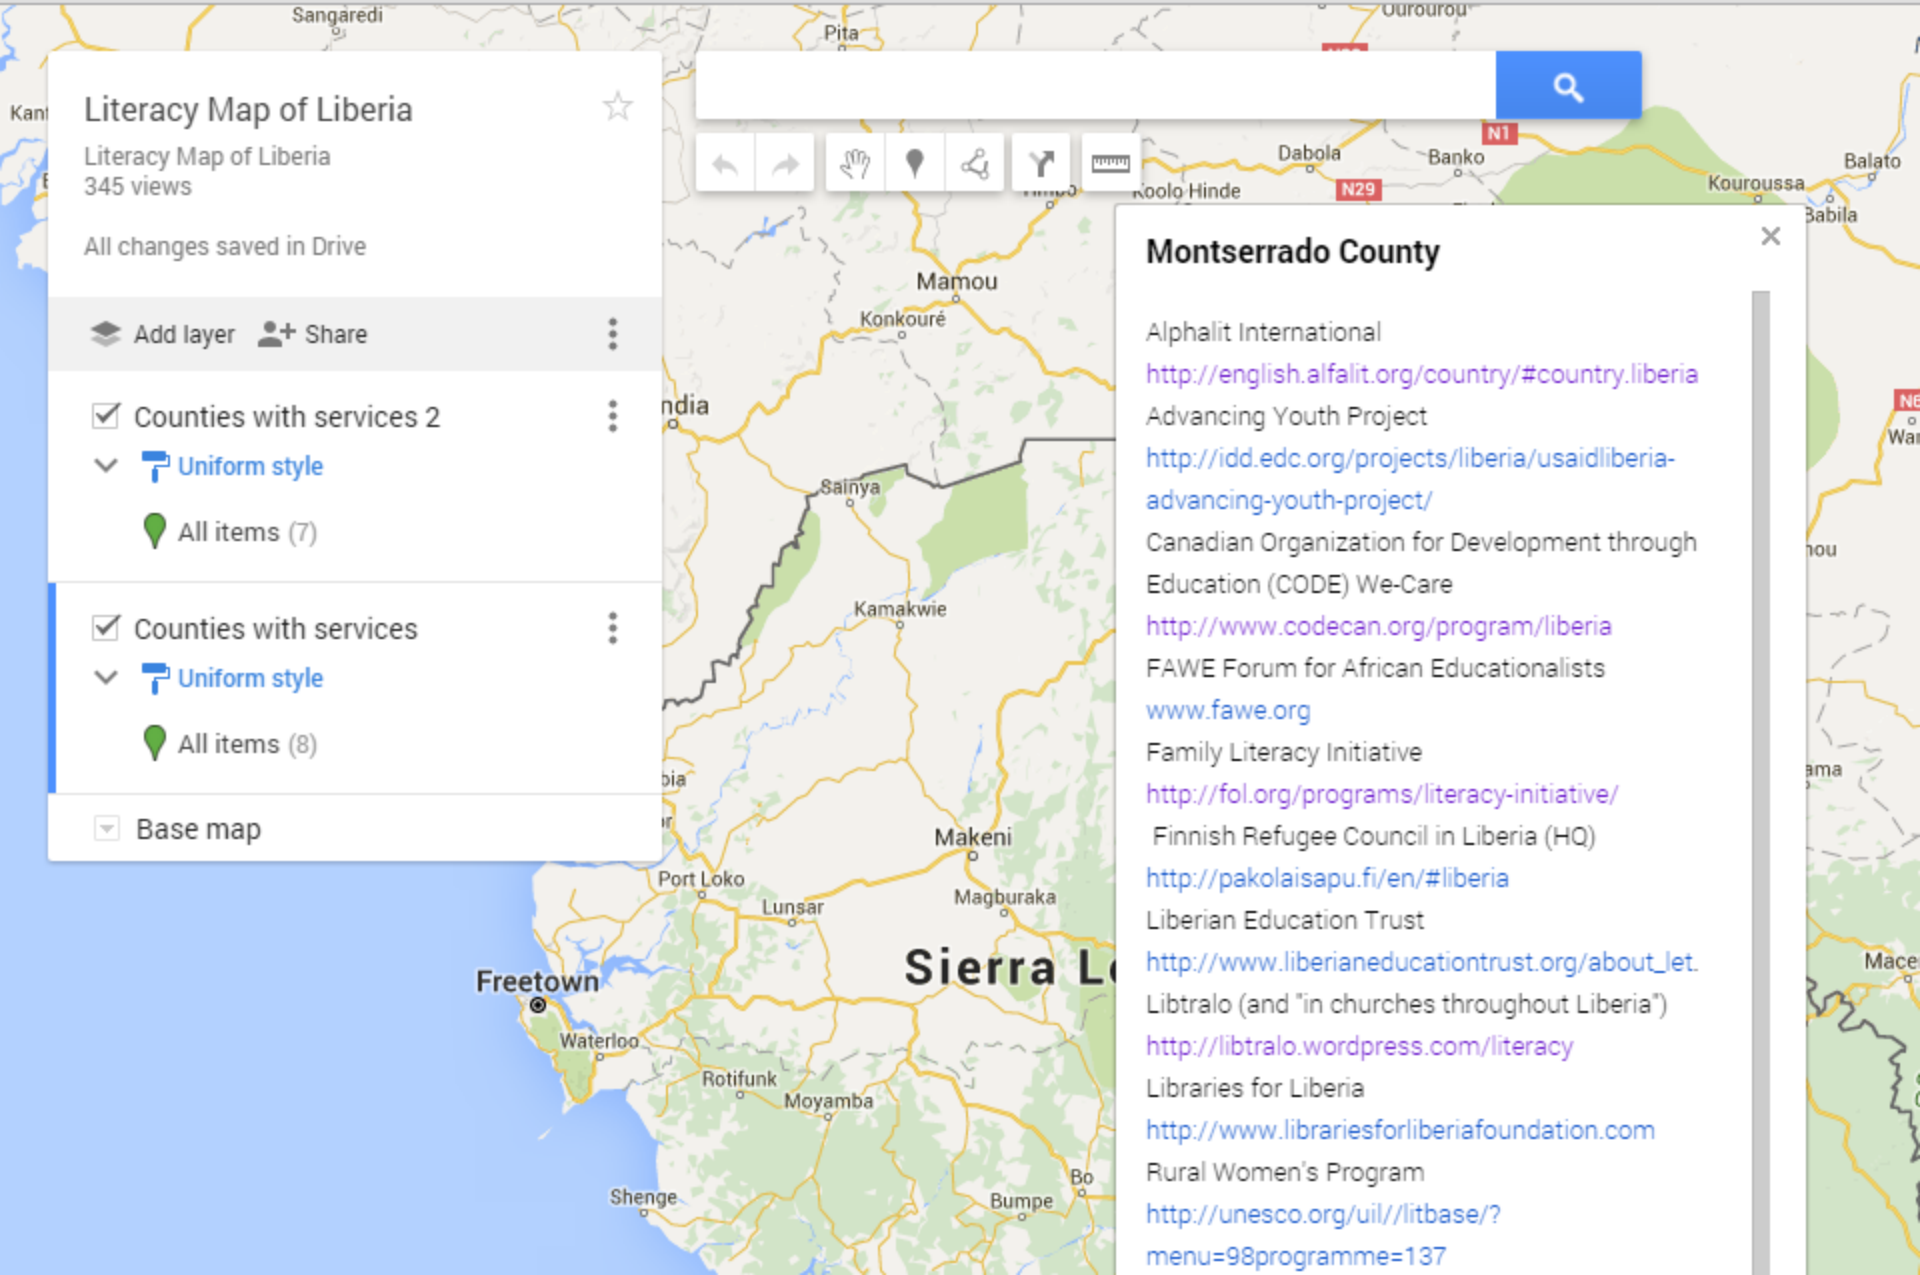 Sangaredi
Pita
Ourourou
Literacy Map of Liberia
Literacy Map of Liberia
345 views
All changes saved in Drive
Add layer
Share
Counties with services 2
Uniform style
All items (7)
Counties with services
Uniform style
All items (8)
Base map
N1
Dabola
Banko
Balato
N29
Koolo Hinde
Kouroussa
Babila
Mamou
Konkouré
Sainya
Kamakwie
Makeni
Port Loko
Magburaka
Lunsar
Sierra L
Freetown
Waterloo
Rotifunk
Moyamba
Shenge
Bumpe
Bo
Mace
Montserrado County
Alphalit International
http://english.alfalit.org/country/#country.liberia
Advancing Youth Project
http://idd.edc.org/projects/liberia/usaidliberia-
advancing-youth-project/
Canadian Organization for Development through
Education (CODE) We-Care
http://www.codecan.org/program/liberia
FAWE Forum for African Educationalists
www.fawe.org
Family Literacy Initiative
http://fol.org/programs/literacy-initiative/
Finnish Refugee Council in Liberia (HQ)
http://pakolaisapu.fi/en/#liberia
Liberian Education Trust
http://www.liberianeducationtrust.org/about_let.
Libtralo (and "in churches throughout Liberia")
http://libtralo.wordpress.com/literacy
Libraries for Liberia
http://www.librariesforliberiafoundation.com
Rural Women's Program
http://unesco.org/uil//litbase/?
menu=98programme=137